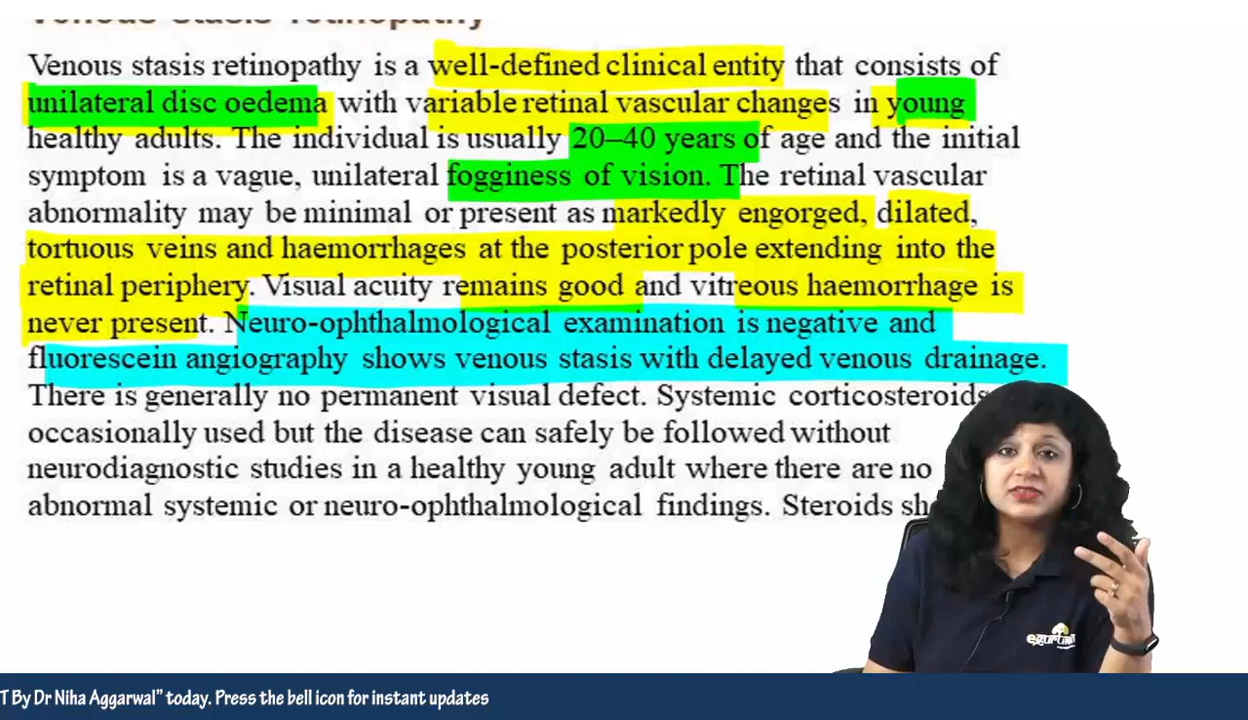 Venous stasis retinopathy
Venous stasis retinopathy is a well-defined clinical entity that consists of
unilateral disc oedema with variable retinal vascular changes in young
healthy adults. The individual is usually 20–40 years of age and the initial
symptom is a vague, unilateral fogginess of vision. The retinal vascular
abnormality may be minimal or present as markedly engorged, dilated,
tortuous veins and haemorrhages at the posterior pole extending into the
retinal periphery. Visual acuity remains good and vitreous haemorrhage is
never present. Neuro-ophthalmological examination is negative and
fluorescein angiography shows venous stasis with delayed venous drainage.
There is generally no permanent visual defect. Systemic corticosteroids
occasionally used but the disease can safely be followed without
neurodiagnostic studies in a healthy young adult where there are no
abnormal systemic or neuro-ophthalmological findings. Steroids sh
T By Dr Niha Aggarwal” today. Press the bell icon for instant updates